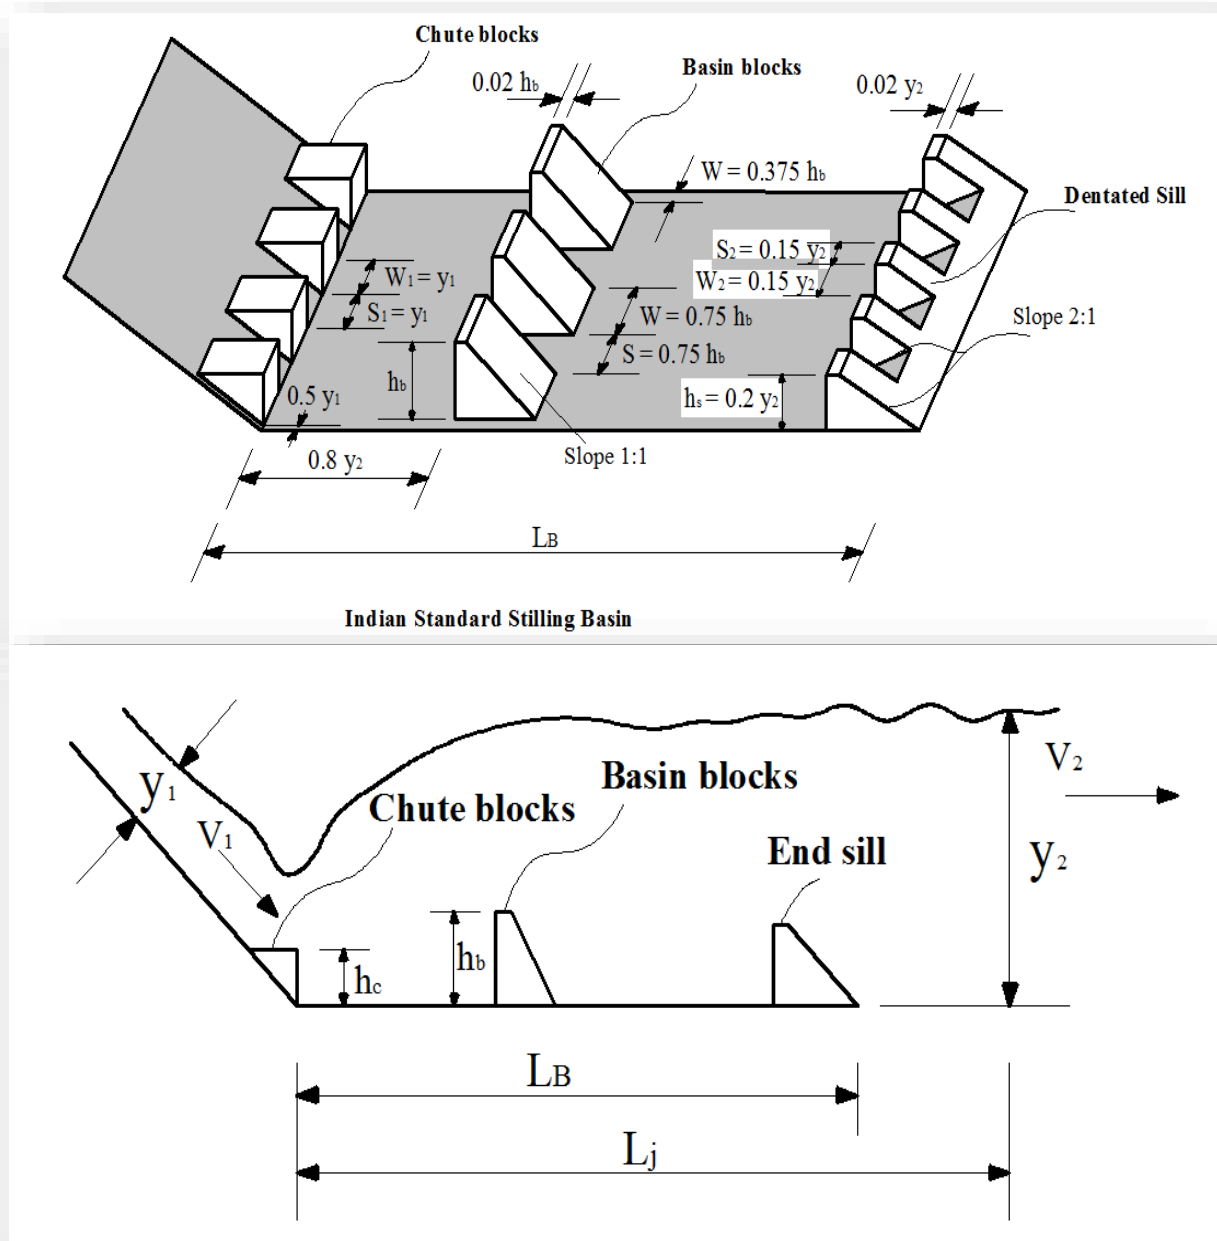 Chute blocks
Basin blocks
0.02 hb
0.02 y2
W = 0.375 hb
Dentated Sill
S2 = 0.15 y2
W1 = y1
W2 = 0.15 y2
S1 = y1
W = 0.75 hb
Slope 2:1
S = 0.75 hb
hb
0.5 y1
hs = 0.2 y2
0.8 y2
Slope 1:1
LB
Indian Standard Stilling Basin
y1
V1
Chute blocks
Basin blocks
V2
End sill
y2
hb
hc
LB
Lj